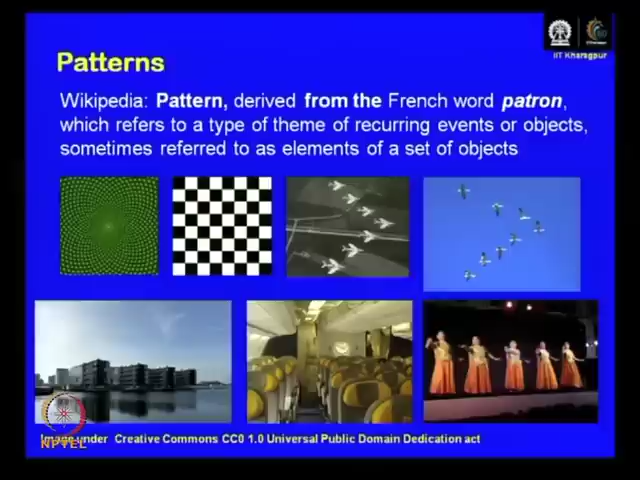 IIT Kharagpur
Patterns
Wikipedia: Pattern, derived from the French word patron,
which refers to a type of theme of recurring events or objects,
sometimes referred to as elements of a set of objects
Image under Creative Commons CC0 1.0 Universal Public Domain Dedication act
NPTEL